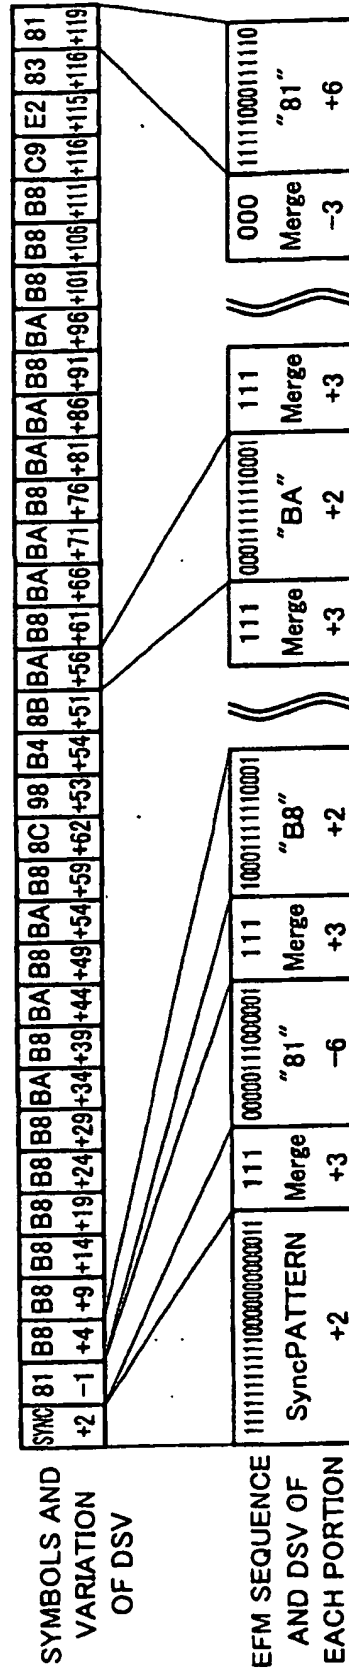 SYMBOLS AND
VARIATION
OF DSV
SYNC 81 B8 B8 B8 B8 B8 B8 BA B8 BA B8 BA B8 8C 98 B4 8B BA B8 BA BA B8 BA BA B8 BA B8 B8 B8 C9 E2 83 81
+2 −1 +4 +9 +14 +19 +24 +29 +34 +39 +44 +49 +54 +59 +62 +53 +54 +51 +56 +61 +66 +71 +76 +81 +86 +91 +96 +101 +106 +111 +116 +115 +116 +119
EFM SEQUENCE
AND DSV OF
EACH PORTION
111111111110000000000011 111 00000111000001 111 10001111110001 111 00011111110001 111 000 11111000111110
SyncPATTERN Merge "81" Merge "B8" Merge "BA" Merge Merge "81"
+2 +3 −6 +3 +2 +3 +2 +3 −3 +6